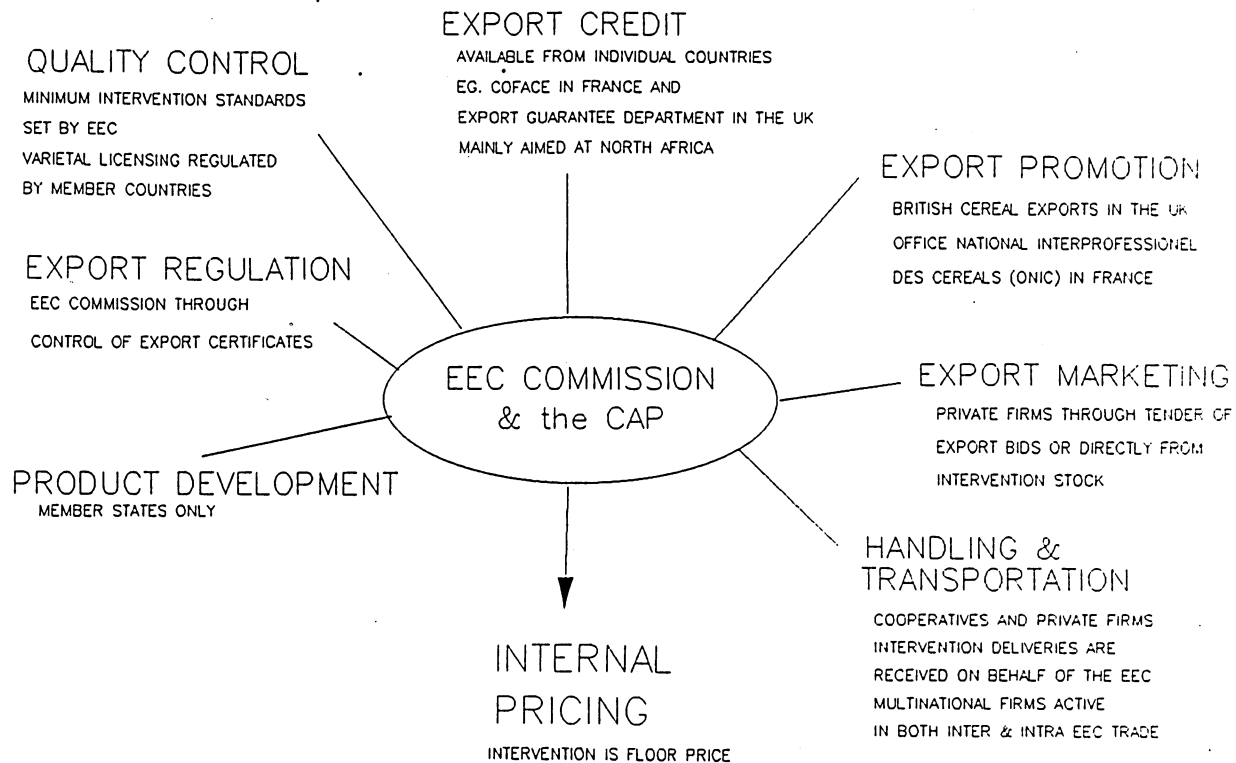 EXPORT CREDIT
AVAILABLE FROM INDIVIDUAL COUNTRIES
EG. COFACE IN FRANCE AND
EXPORT GUARANTEE DEPARTMENT IN THE UK
MAINLY AIMED AT NORTH AFRICA
QUALITY CONTROL
MINIMUM INTERVENTION STANDARDS
SET BY EEC
VARIETAL LICENSING REGULATED
BY MEMBER COUNTRIES
EXPORT PROMOTION
BRITISH CEREAL EXPORTS IN THE UK
OFFICE NATIONAL INTERPROFESSIONEL
DES CEREALS (ONIC) IN FRANCE
EXPORT REGULATION
EEC COMMISSION THROUGH
CONTROL OF EXPORT CERTIFICATES
EEC COMMISSION
& the CAP
EXPORT MARKETING
PRIVATE FIRMS THROUGH TENDER OF
EXPORT BIDS OR DIRECTLY FROM
INTERVENTION STOCK
PRODUCT DEVELOPMENT
MEMBER STATES ONLY
HANDLING &
TRANSPORTATION
COOPERATIVES AND PRIVATE FIRMS
INTERVENTION DELIVERIES ARE
RECEIVED ON BEHALF OF THE EEC
MULTINATIONAL FIRMS ACTIVE
IN BOTH INTER & INTRA EEC TRADE
INTERNAL
PRICING
INTERVENTION IS FLOOR PRICE